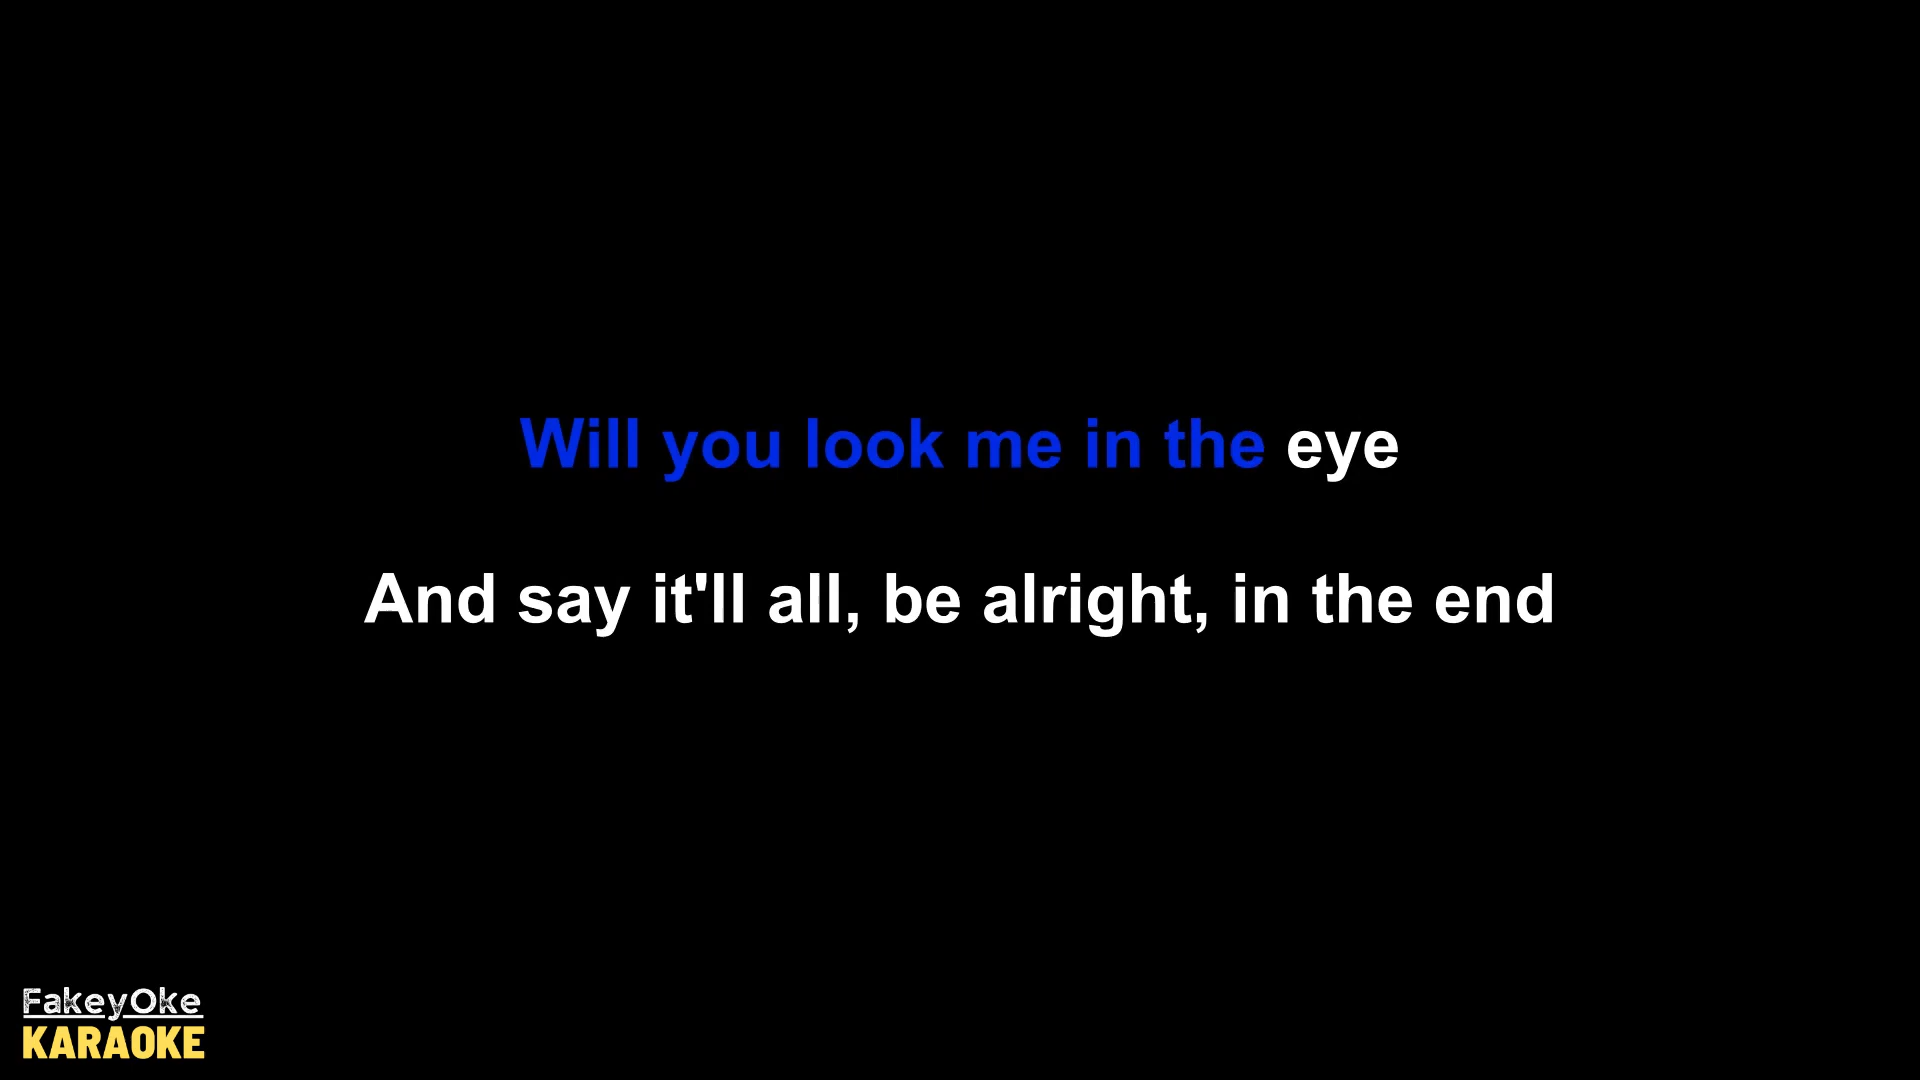 Will you look me in the eye
And say it'll all, be alright, in the end
FakeyOke
KARAOKE